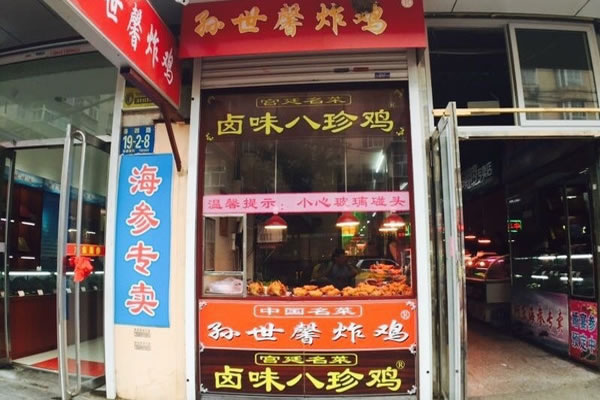 孙世馨炸鸡
世馨炸鸡
宫廷名菜
卤味八珍鸡
19-2-8
海参专卖
温馨提示：小心玻璃碰头
中国名菜
孙世馨炸鸡®
宫廷名菜
卤味八珍鸡®